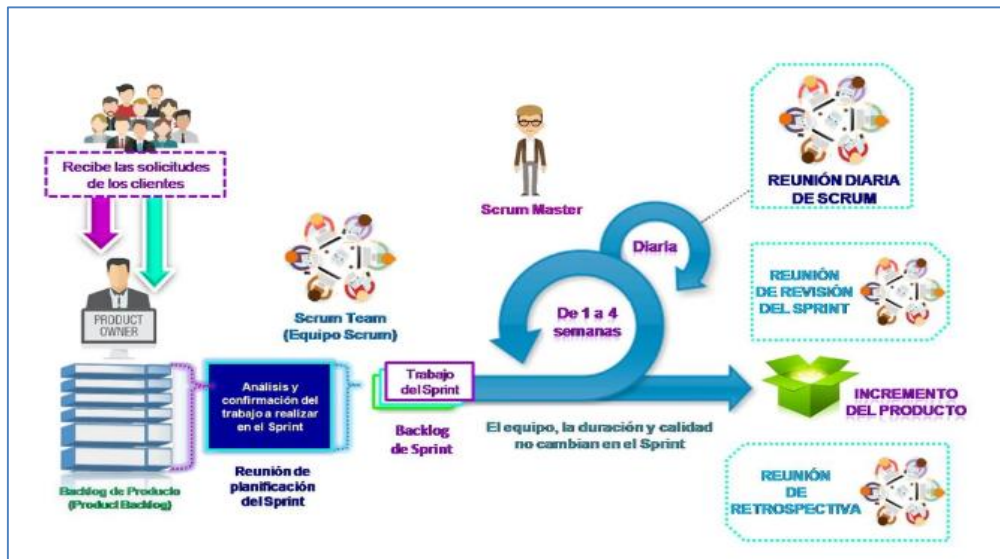 Recibe las solicitudes
de los clientes
PRODUCT
OWNER
Backlog de Producto
(Product Backlog)
Scrum Team
(Equipo Scrum)
Análisis y
confirmación del
trabajo a realizar
en el Sprint
Reunión de
planificación
del Sprint
Trabajo
del Sprint
Backlog
de Sprint
Scrum Master
De 1 a 4
semanas
Diaria
El equipo, la duración y calidad
no cambian en el Sprint
REUNIÓN DIARIA
DE SCRUM
REUNIÓN
DE REVISIÓN
DEL SPRINT
INCREMENTO
DEL PRODUCTO
REUNIÓN
DE
RETROSPECTIVA